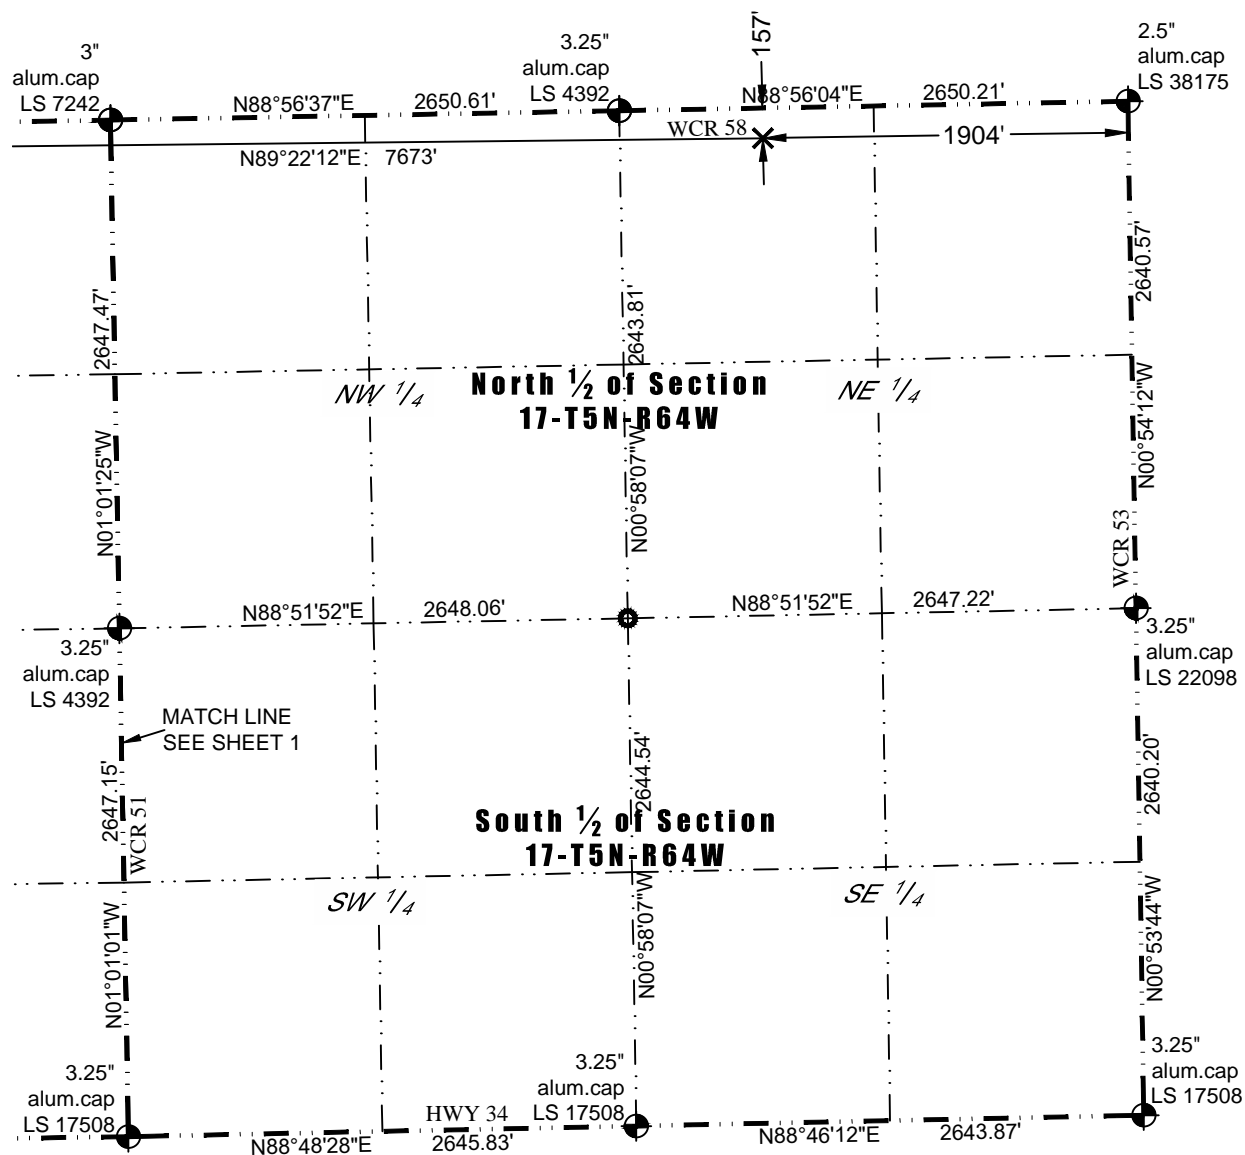 157'
3"
alum.cap
LS 7242
3.25"
alum.cap
LS 4392
2.5"
alum.cap
LS 38175
N88°56'37"E
2650.61'
N88°56'04"E
2650.21'
WCR 58
1904'
N89°22'12"E
7673'
2647.47'
N01°01'25"W
2643.81'
N00°58'07"W
2640.57'
N00°54'12"W
WCR 53
North ½ of Section
17-T5N-R64W
NW 1/4
NE 1/4
N88°51'52"E
2648.06'
N88°51'52"E
2647.22'
3.25"
alum.cap
LS 4392
3.25"
alum.cap
LS 22098
MATCH LINE
SEE SHEET 1
2647.15'
WCR 51
N01°01'01"W
2644.54'
N00°58'07"W
2640.20'
N00°53'44"W
South ½ of Section
17-T5N-R64W
SW 1/4
SE 1/4
3.25"
alum.cap
LS 17508
3.25"
alum.cap
LS 17508
3.25"
alum.cap
LS 17508
HWY 34
N88°48'28"E
2645.83'
N88°46'12"E
2643.87'